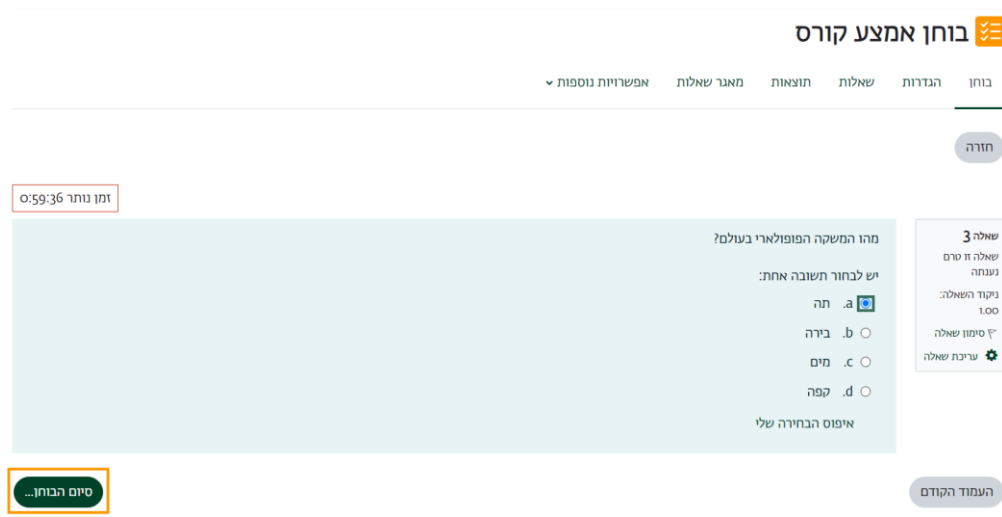 בוחן אמצע קורס
בוחן הגדרות שאלות תוצאות מאגר שאלות אפשרויות נוספות
חזרה
זמן נותר 0:59:36
שאלה 3
שאלה זו טרם
נענתה
ניקוד השאלה:
1.00
סימון שאלה
עריכת שאלה
מהו המשקה הפופולארי בעולם?
יש לבחור תשובה אחת:
a. תה
b. בירה
c. מים
d. קפה
איפוס הבחירה שלי
העמוד הקודם
סיום הבוחן...